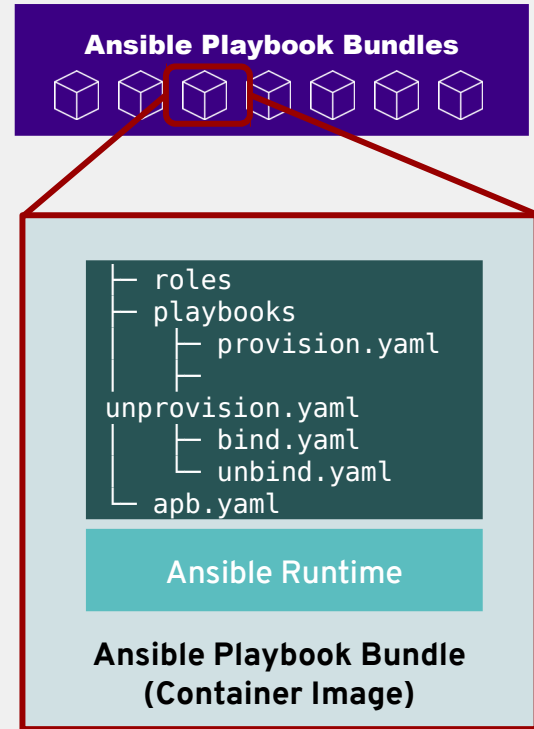 Ansible Playbook Bundles
├─ roles
├─ playbooks
│   ├─ provision.yaml
│   ├─
unprovision.yaml
│   ├─ bind.yaml
│   └─ unbind.yaml
└─ apb.yaml
Ansible Runtime
Ansible Playbook Bundle
(Container Image)